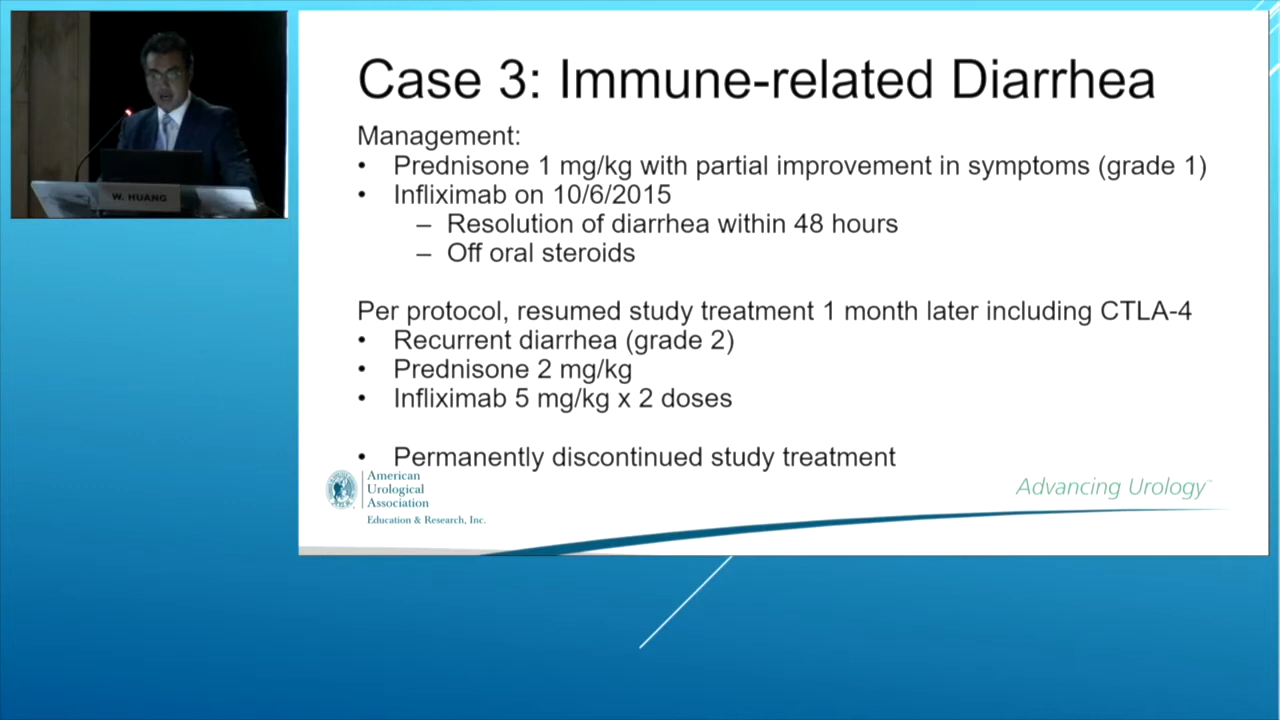 W. HUANG
Case 3: Immune-related Diarrhea
Management:
• Prednisone 1 mg/kg with partial improvement in symptoms (grade 1)
• Infliximab on 10/6/2015
– Resolution of diarrhea within 48 hours
– Off oral steroids
Per protocol, resumed study treatment 1 month later including CTLA-4
• Recurrent diarrhea (grade 2)
• Prednisone 2 mg/kg
• Infliximab 5 mg/kg x 2 doses
• Permanently discontinued study treatment
American
Urological
Association
Education & Research, Inc.
Advancing Urology™